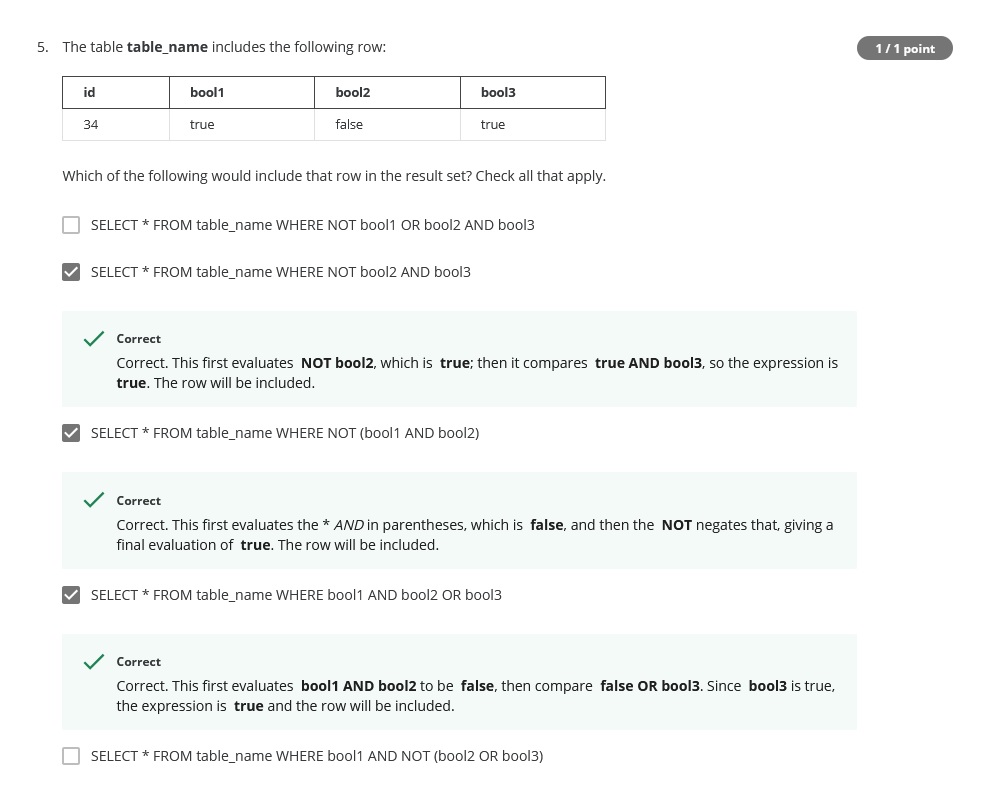 5. The table table_name includes the following row:
1 / 1 point
id bool1 bool2 bool3
34 true false true
Which of the following would include that row in the result set? Check all that apply.
SELECT * FROM table_name WHERE NOT bool1 OR bool2 AND bool3
SELECT * FROM table_name WHERE NOT bool2 AND bool3
Correct
Correct. This first evaluates NOT bool2, which is true; then it compares true AND bool3, so the expression is
true. The row will be included.
SELECT * FROM table_name WHERE NOT (bool1 AND bool2)
Correct
Correct. This first evaluates the * AND in parentheses, which is false, and then the NOT negates that, giving a
final evaluation of true. The row will be included.
SELECT * FROM table_name WHERE bool1 AND bool2 OR bool3
Correct
Correct. This first evaluates bool1 AND bool2 to be false, then compare false OR bool3. Since bool3 is true,
the expression is true and the row will be included.
SELECT * FROM table_name WHERE bool1 AND NOT (bool2 OR bool3)